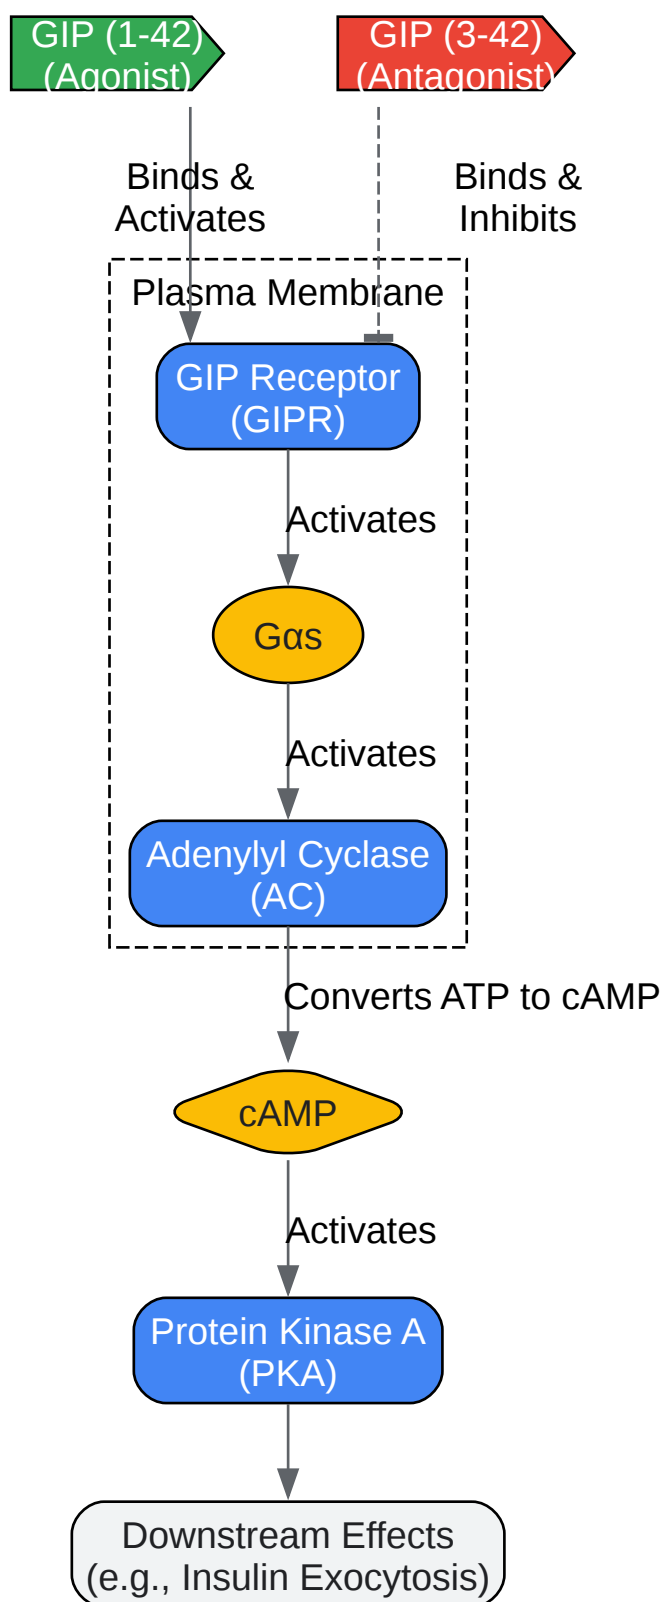 GIP (1-42)
(Agonist)
GIP (3-42)
(Antagonist)
Binds &
Activates
Binds &
Inhibits
Plasma Membrane
GIP Receptor
(GIPR)
Activates
Gαs
Activates
Adenylyl Cyclase
(AC)
Converts ATP to cAMP
cAMP
Activates
Protein Kinase A
(PKA)
Downstream Effects
(e.g., Insulin Exocytosis)